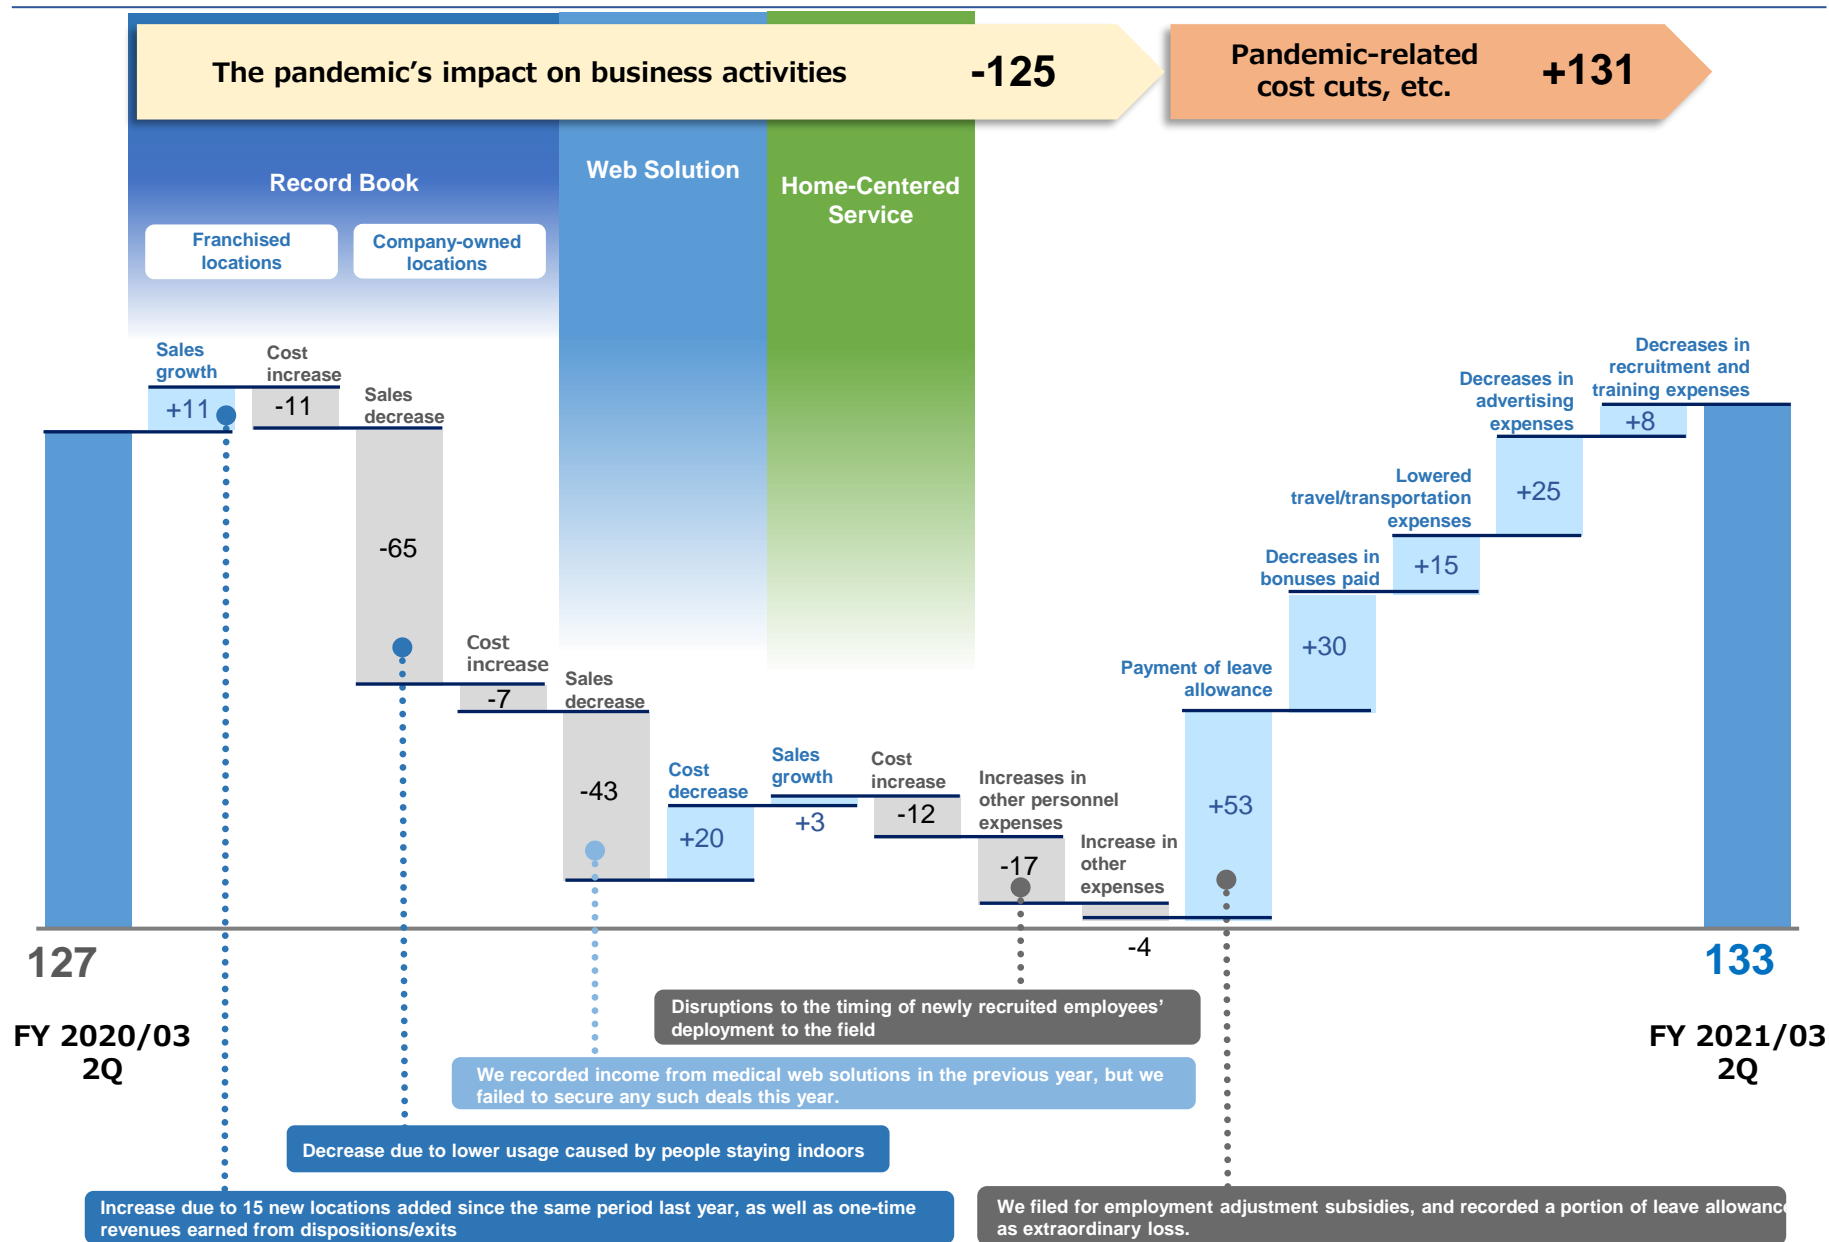 The pandemic's impact on business activities -125
Pandemic-related
cost cuts, etc.
+131
Record Book
Web Solution
Home-Centered
Service
Franchised
locations
Company-owned
locations
Sales
growth
+11
Cost
increase
-11
Sales
decrease
-65
Cost
increase
-7
Sales
decrease
-43
Cost
decrease
+20
Sales
growth
+3
Cost
increase
-12
Increases in
other personnel
expenses
-17
Increase in
other
expenses
-4
Payment of leave
allowance
+53
Decreases in
bonuses paid
+30
Lowered
travel/transportation
expenses
+15
Decreases in
advertising
expenses
+25
Decreases in
recruitment and
training expenses
+8
127
FY 2020/03
2Q
133
FY 2021/03
2Q
Disruptions to the timing of newly recruited employees'
deployment to the field
We recorded income from medical web solutions in the previous year, but we
failed to secure any such deals this year.
Decrease due to lower usage caused by people staying indoors
Increase due to 15 new locations added since the same period last year, as well as one-time
revenues earned from dispositions/exits
We filed for employment adjustment subsidies, and recorded a portion of leave allowance
as extraordinary loss.